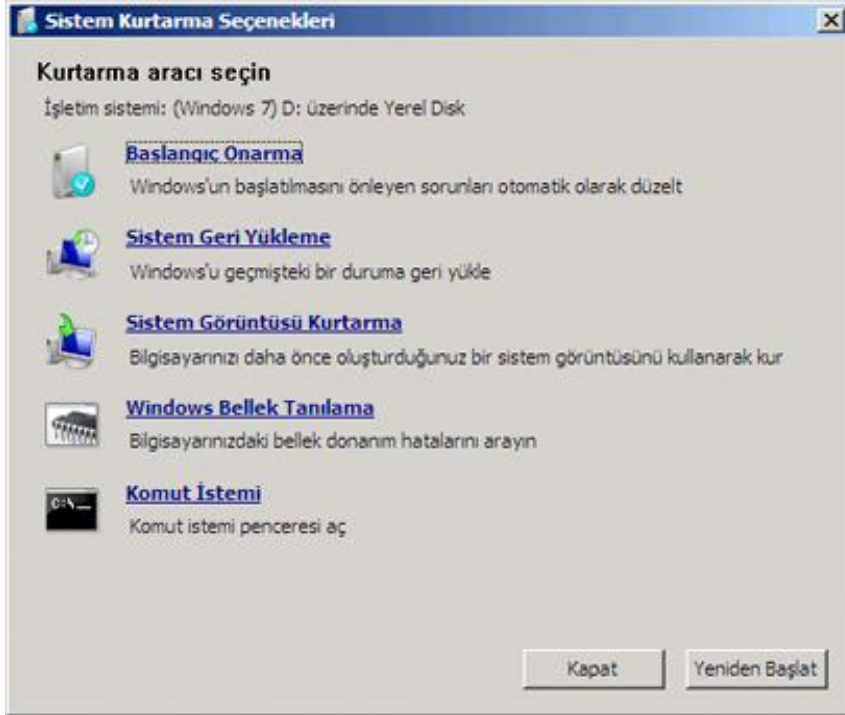 Sistem Kurtarma Seçenekleri
Kurtarma aracı seçin
İşletim sistemi: (Windows 7) D: üzerinde Yerel Disk
Başlangıç Onarma
Windows'un başlatılmasını önleyen sorunları otomatik olarak düzelt
Sistem Geri Yükleme
Windows'u geçmişteki bir duruma geri yükle
Sistem Görüntüsü Kurtarma
Bilgisayarınızı daha önce oluşturduğunuz bir sistem görüntüsünü kullanarak kur
Windows Bellek Tanılama
Bilgisayarınızdaki bellek donanım hatalarını arayın
C:\_
Komut İstemi
Komut istemi penceresi aç
Kapat
Yeniden Başlat